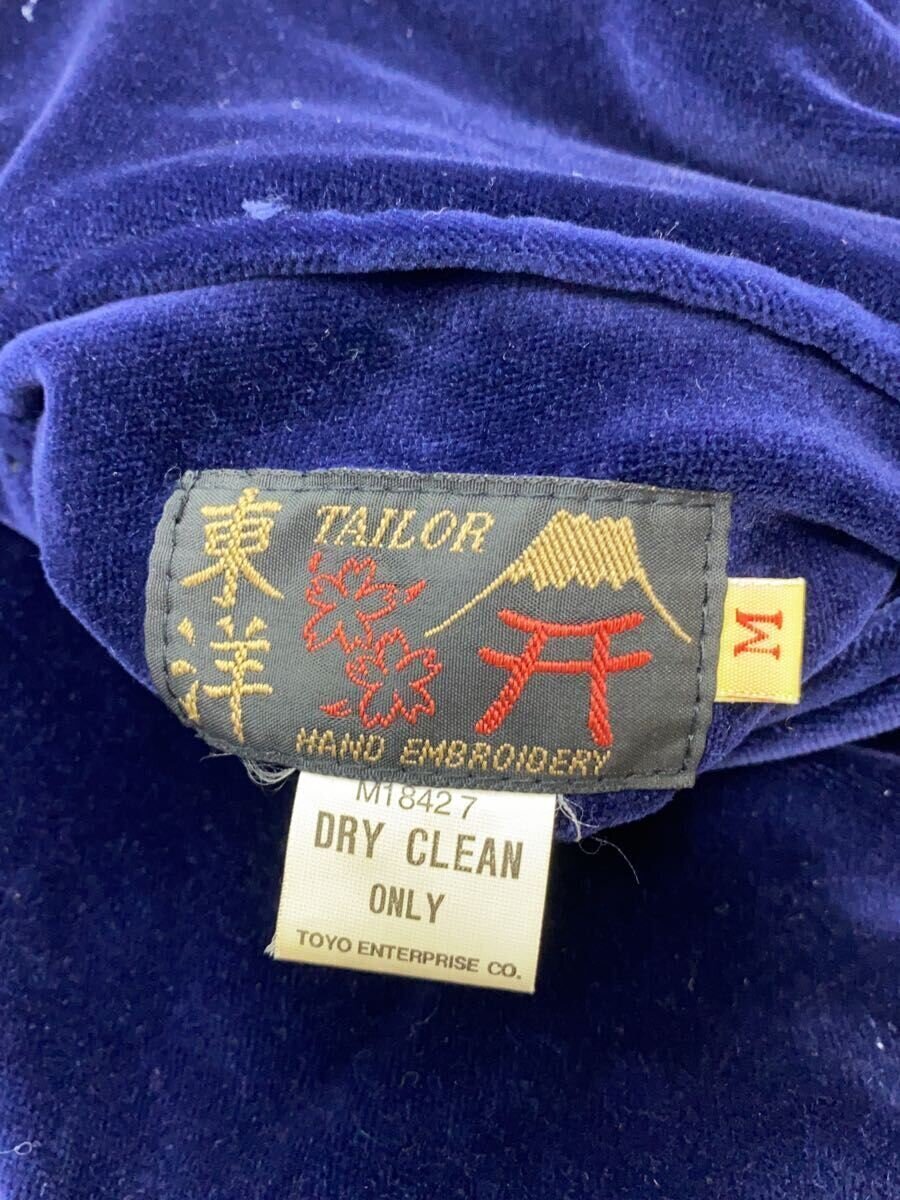 東洋
TAILOR
HAND EMBROIDERY
M
M18427
DRY CLEAN
ONLY
TOYO ENTERPRISE CO.